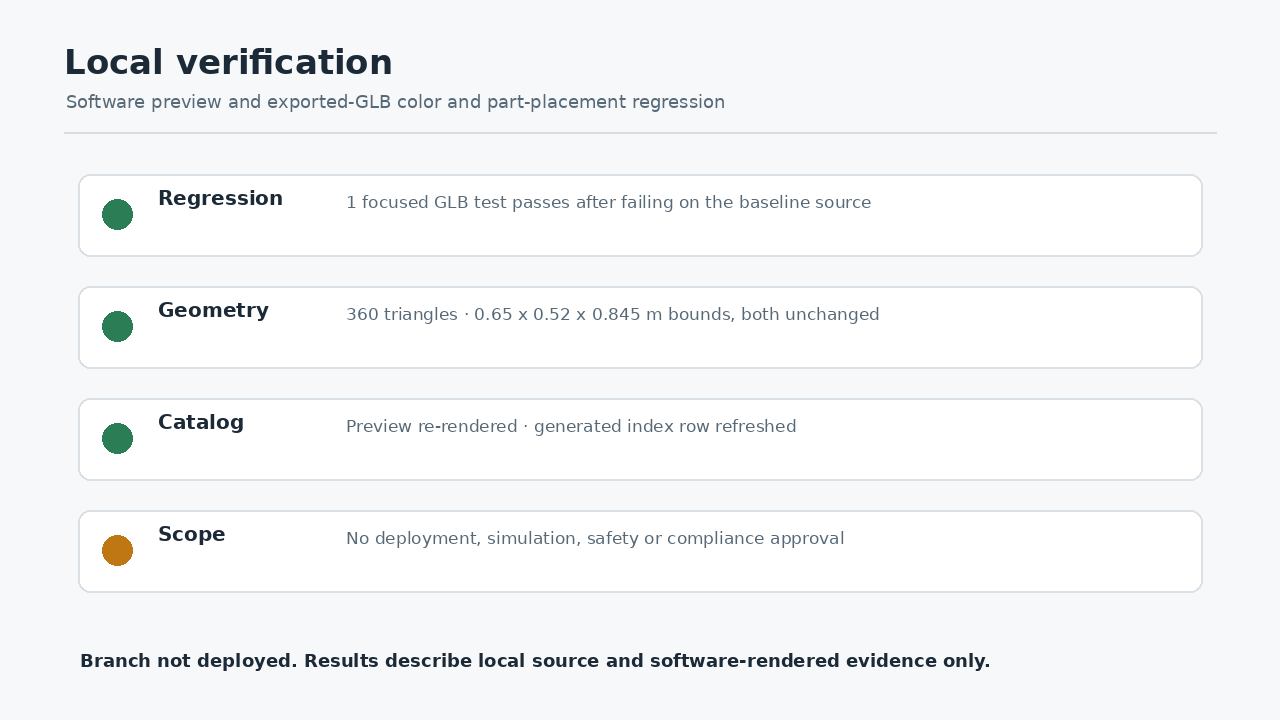 Local verification
Software preview and exported-GLB color and part-placement regression
Regression
1 focused GLB test passes after failing on the baseline source
Geometry
360 triangles · 0.65 x 0.52 x 0.845 m bounds, both unchanged
Catalog
Preview re-rendered · generated index row refreshed
Scope
No deployment, simulation, safety or compliance approval
Branch not deployed. Results describe local source and software-rendered evidence only.